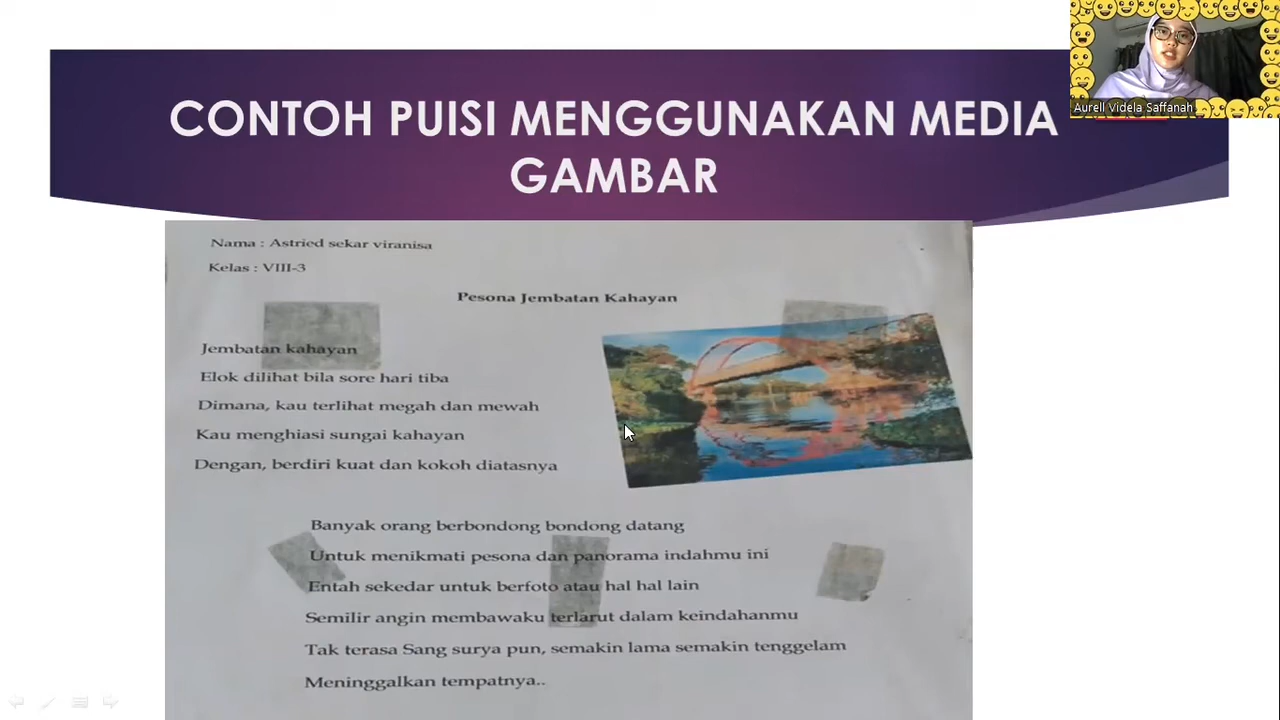 CONTOH PUISI MENGGUNAKAN MEDIA
GAMBAR
Aurell Videla Saffanah
Nama : Astried sekar viranisa
Kelas : VIII-3
Pesona Jembatan Kahayan
Jembatan kahayan
Elok dilihat bila sore hari tiba
Dimana, kau terlihat megah dan mewah
Kau menghiasi sungai kahayan
Dengan, berdiri kuat dan kokoh diatasnya
Banyak orang berbondong bondong datang
Untuk menikmati pesona dan panorama indahmu ini
Entah sekedar untuk berfoto atau hal hal lain
Semilir angin membawaku terlarut dalam keindahanmu
Tak terasa Sang surya pun, semakin lama semakin tenggelam
Meninggalkan tempatnya..